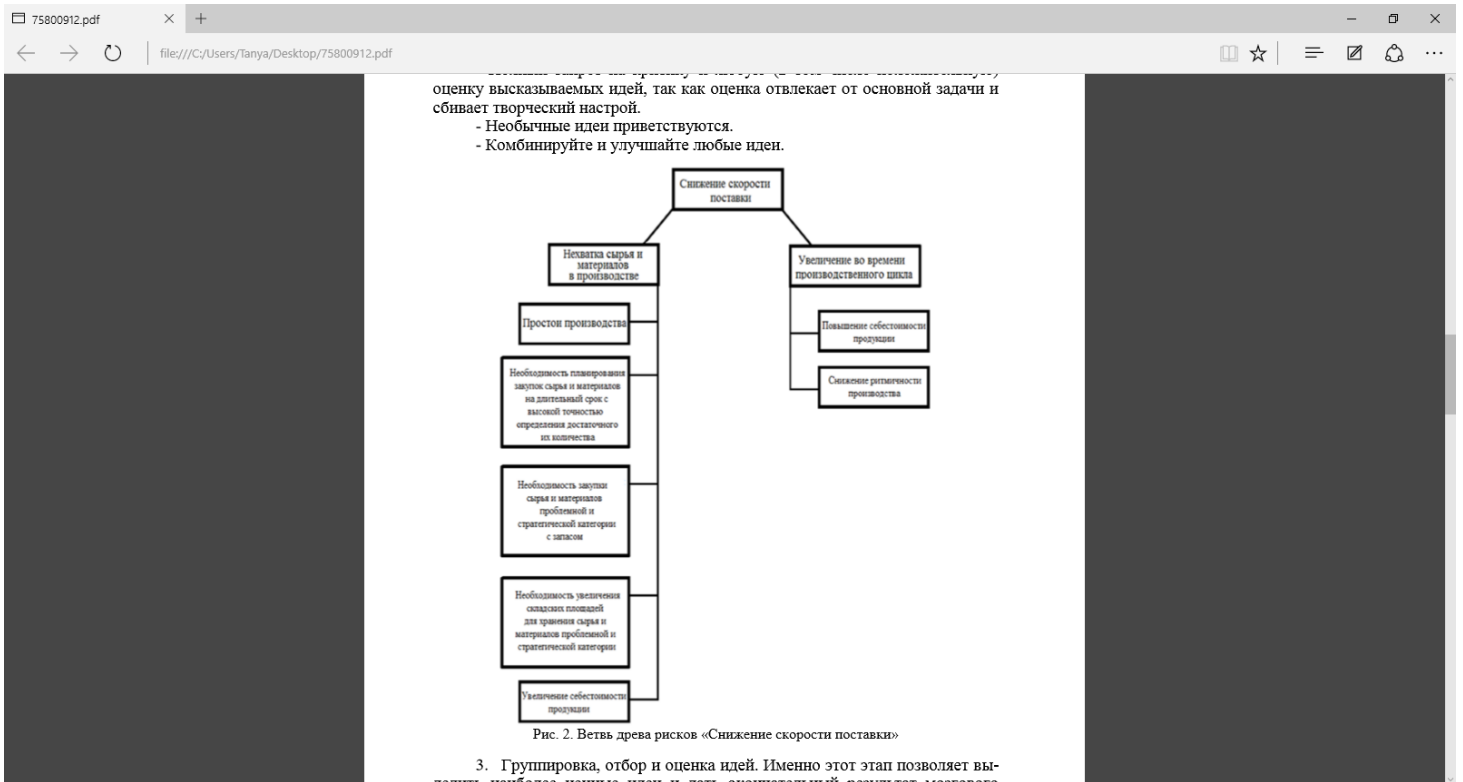 75800912.pdf
file:///C:/Users/Tanya/Desktop/75800912.pdf
оценку высказываемых идей, так как оценка отвлекает от основной задачи и
сбивает творческий настрой.
- Необычные идеи приветствуются.
- Комбинируйте и улучшайте любые идеи.
Снижение скорости
поставки
Нехватка сырья и
материалов
в производстве
Простои производства
Необходимость планирования
закупок сырья и материалов
на длительный срок с
высокой точностью
определения достаточного
их количества
Необходимость закупки
сырья и материалов
проблемной и
стратегической категории
с запасом
Необходимость увеличения
складских площадей
для хранения сырья и
материалов проблемной и
стратегической категории
Увеличение себестоимости
продукции
Увеличение во времени
производственного цикла
Повышение себестоимости
продукции
Снижение ритмичности
производства
Рис. 2. Ветвь древа рисков «Снижение скорости поставки»
3. Группировка, отбор и оценка идей. Именно этот этап позволяет вы-